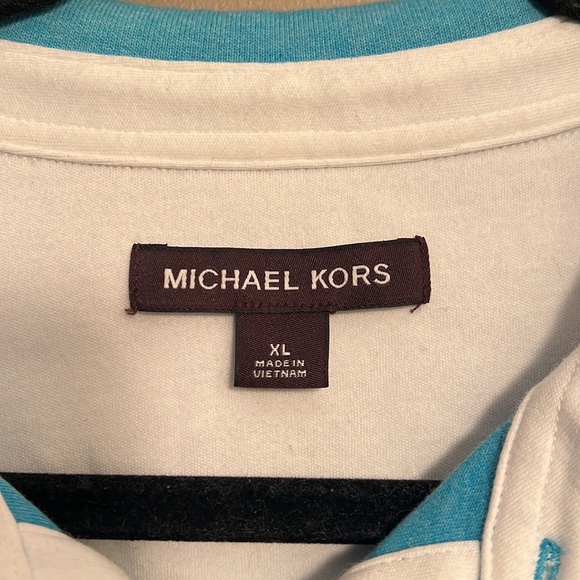 MICHAEL KORS
XL
MADE IN
VIETNAM